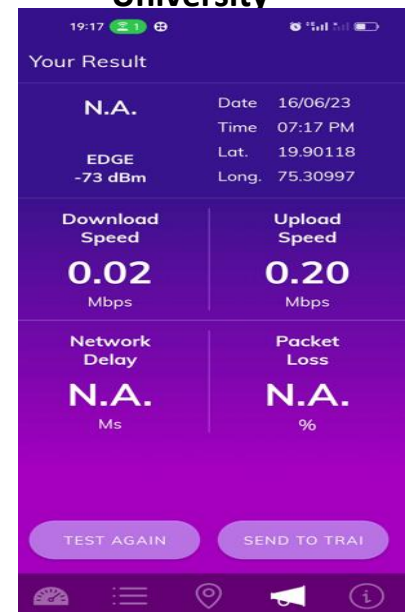 University
19:17 1
Your Result
N.A.
EDGE
-73 dBm
Date 16/06/23
Time 07:17 PM
Lat. 19.90118
Long. 75.30997
Download
Speed
0.02
Mbps
Upload
Speed
0.20
Mbps
Network
Delay
N.A.
Ms
Packet
Loss
N.A.
%
TEST AGAIN
SEND TO TRAI